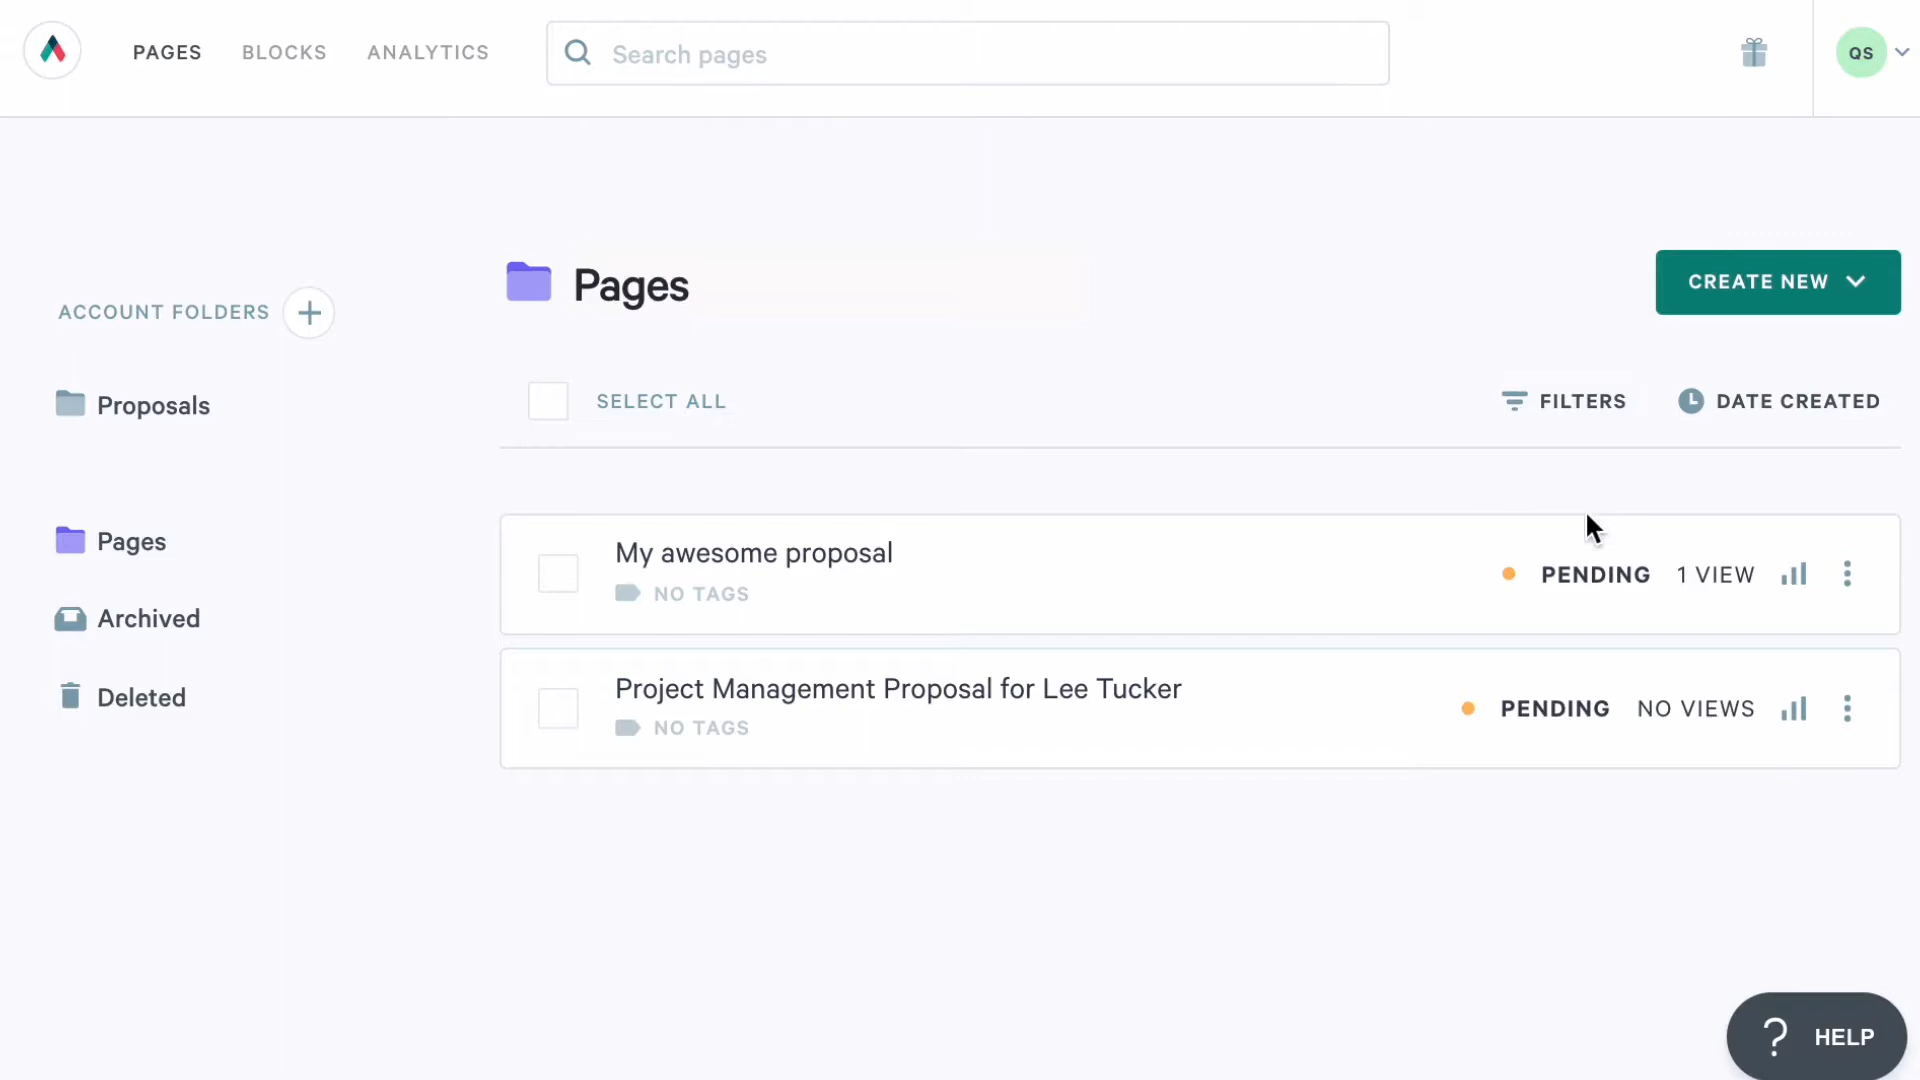 PAGES BLOCKS ANALYTICS Search pages QS
Pages CREATE NEW
ACCOUNT FOLDERS
SELECT ALL FILTERS DATE CREATED
Proposals
Pages
Archived
Deleted
My awesome proposal
NO TAGS
PENDING 1 VIEW
Project Management Proposal for Lee Tucker
NO TAGS
PENDING NO VIEWS
? HELP